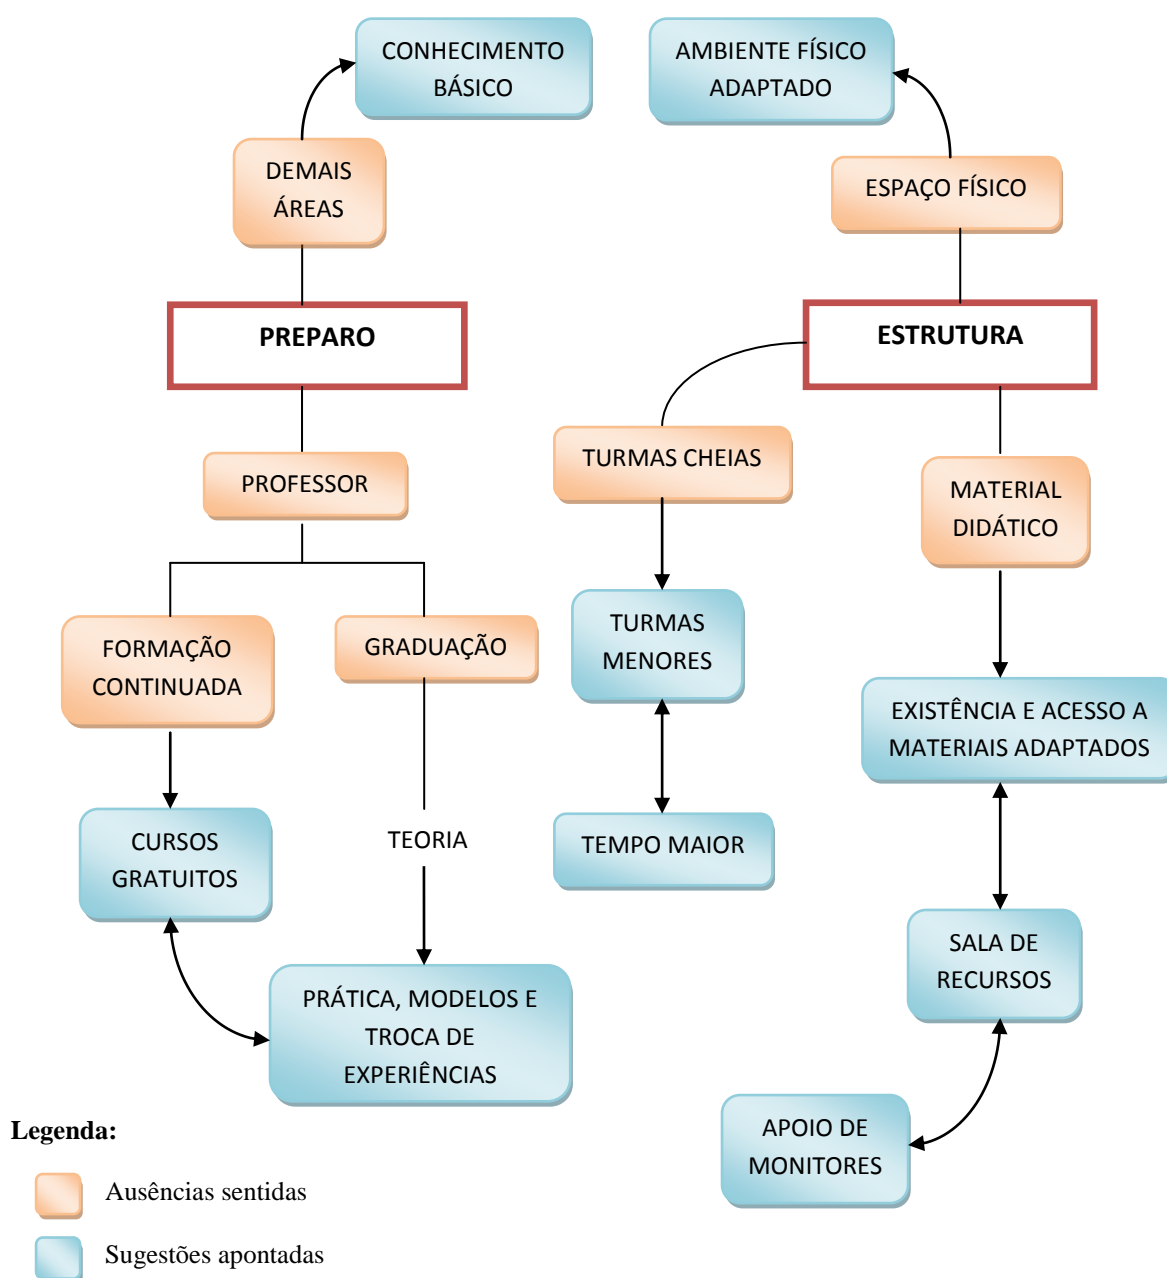 CONHECIMENTO
BÁSICO
AMBIENTE FÍSICO
ADAPTADO
DEMAIS
ÁREAS
ESPAÇO FÍSICO
PREPARO
ESTRUTURA
PROFESSOR
TURMAS CHEIAS
MATERIAL
DIDÁTICO
FORMAÇÃO
CONTINUADA
GRADUAÇÃO
TURMAS
MENORES
EXISTÊNCIA E ACESSO A
MATERIAIS ADAPTADOS
CURSOS
GRATUITOS
TEORIA
TEMPO MAIOR
SALA DE
RECURSOS
PRÁTICA, MODELOS E
TROCA DE
EXPERIÊNCIAS
APOIO DE
MONITORES
Legenda:
Ausências sentidas
Sugestões apontadas